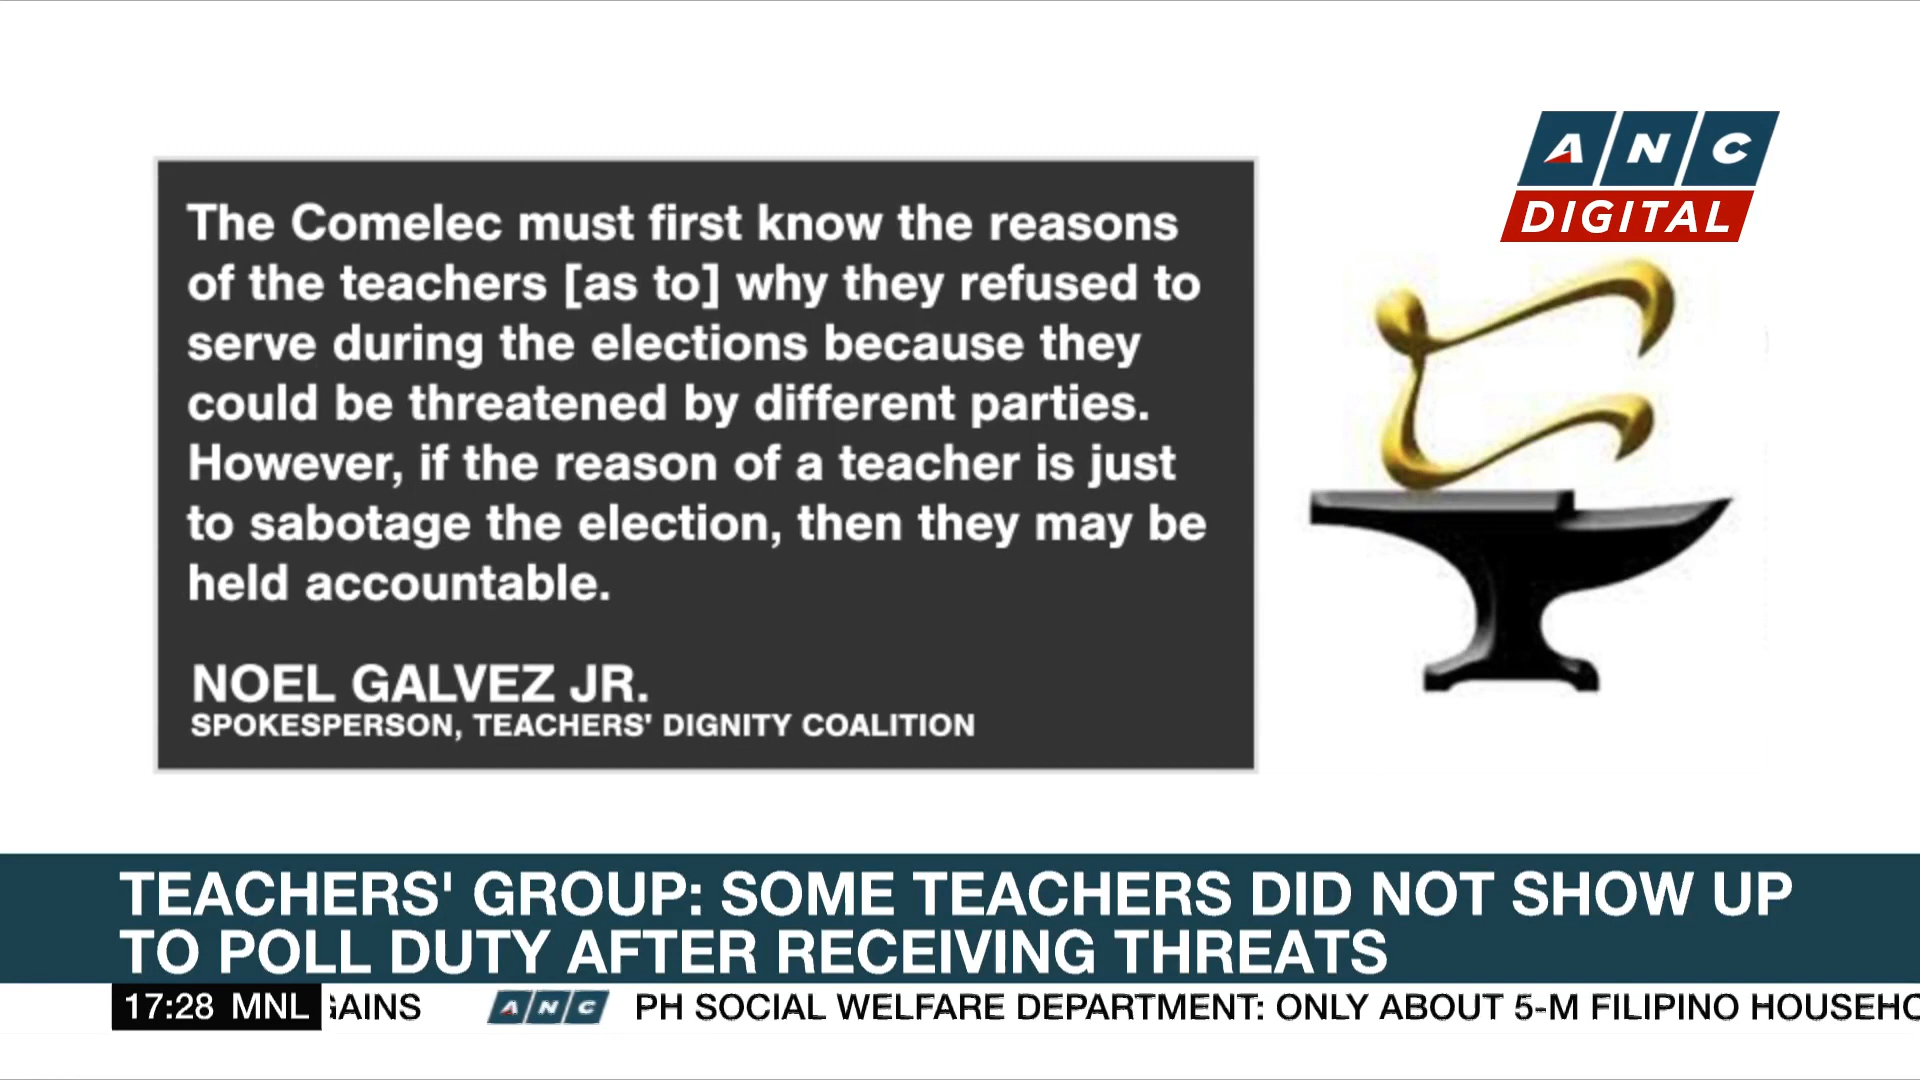 ANC
DIGITAL
The Comelec must first know the reasons
of the teachers [as to] why they refused to
serve during the elections because they
could be threatened by different parties.
However, if the reason of a teacher is just
to sabotage the election, then they may be
held accountable.
NOEL GALVEZ JR.
SPOKESPERSON, TEACHERS' DIGNITY COALITION
TEACHERS' GROUP: SOME TEACHERS DID NOT SHOW UP
TO POLL DUTY AFTER RECEIVING THREATS
17:28 MNL ANC PH SOCIAL WELFARE DEPARTMENT: ONLY ABOUT 5-M FILIPINO